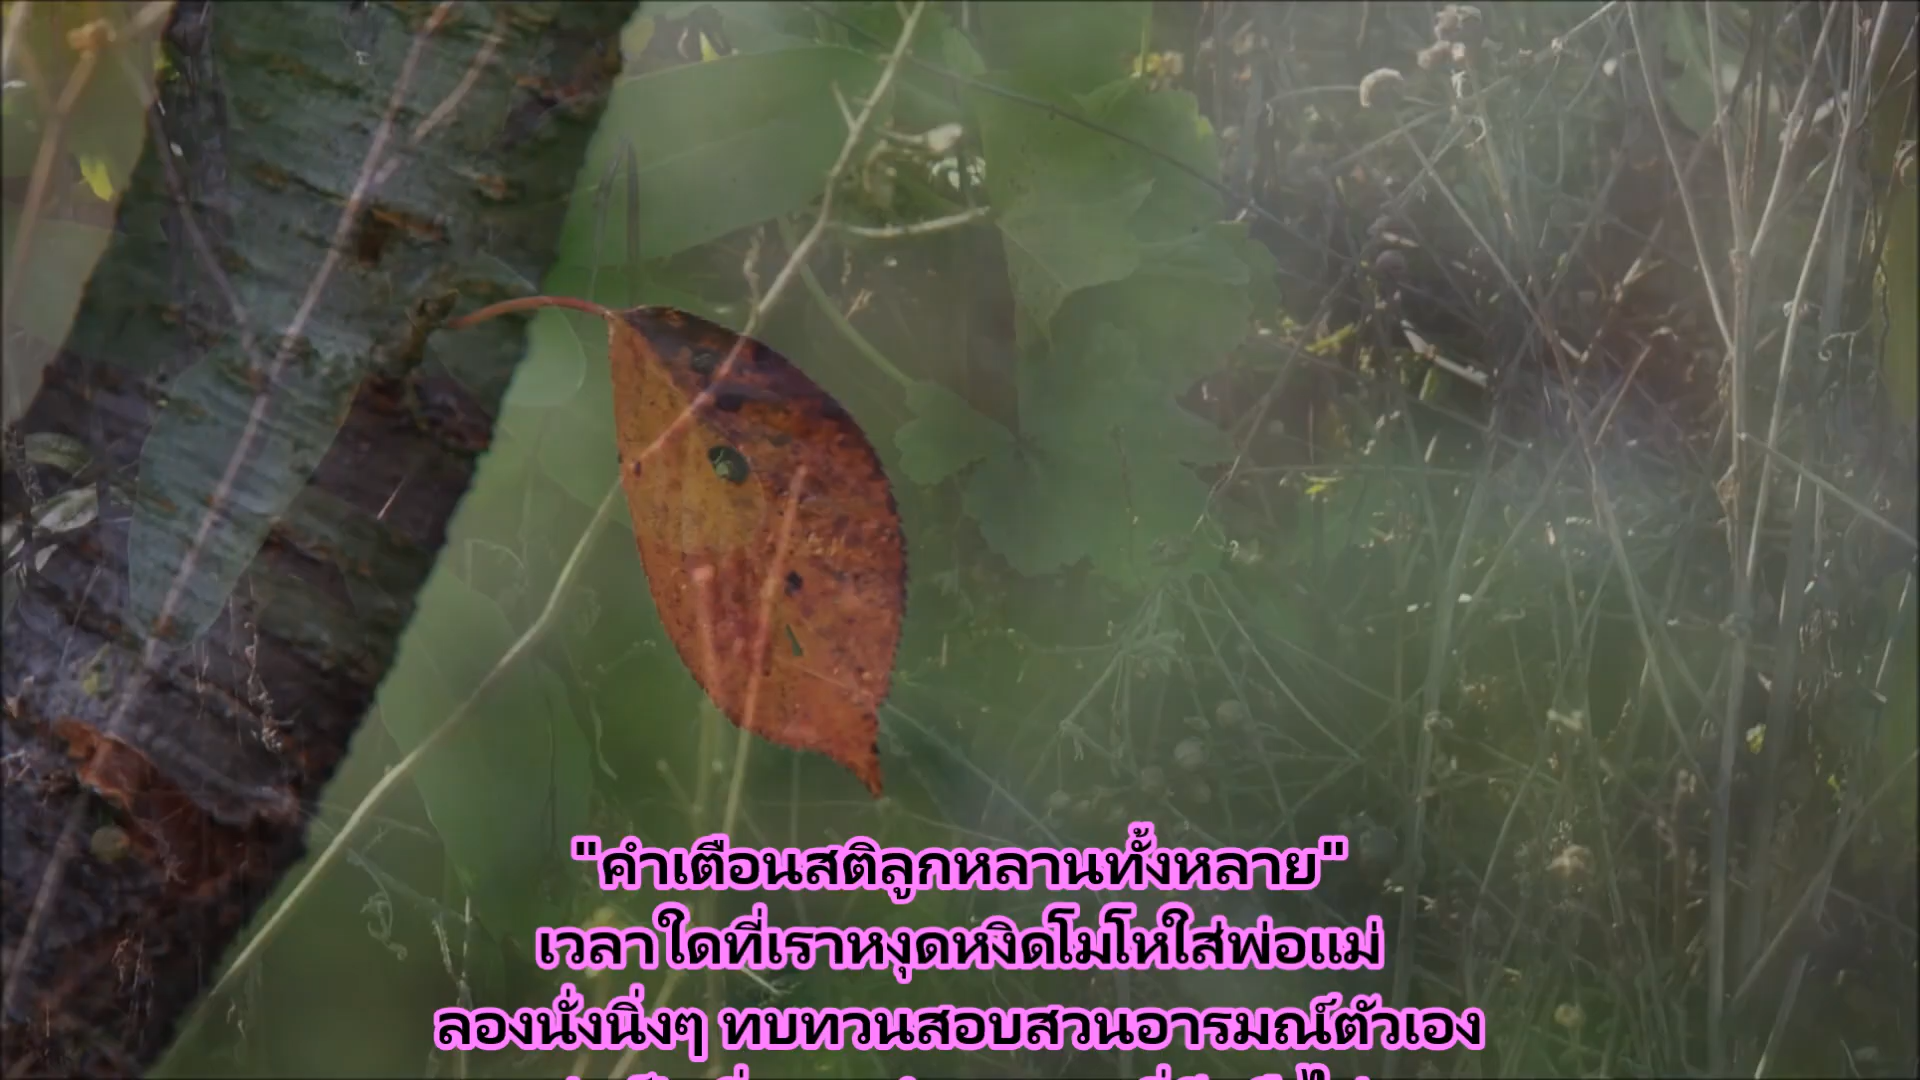 "คำเตือนสติลูกหลานทั้งหลาย"
เวลาใดที่เราหงุดหงิดโมโหใส่พ่อแม่
ลองนั่งนิ่งๆ ทบทวนสอบสวนอารมณ์ตัวเอง